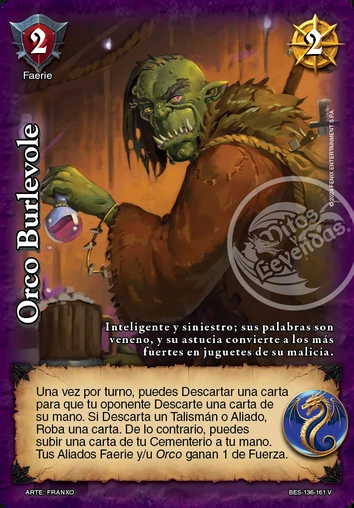 2
2
Faerie
Orco Burlevole
© 2024 FENIX ENTERTAINMENT S.P.A.
Mitos y
Leyendas
Inteligente y siniestro; sus palabras son
veneno, y su astucia convierte a los más
fuertes en juguetes de su malicia.
Una vez por turno, puedes Descartar una carta
para que tu oponente Descarte una carta de
su mano. Si Descarta un Talismán o Aliado,
Roba una carta. De lo contrario, puedes
subir una carta de tu Cementerio a tu mano.
Tus Aliados Faerie y/u Orco ganan 1 de Fuerza.
ARTE: FRANXO
BES-136-161 V